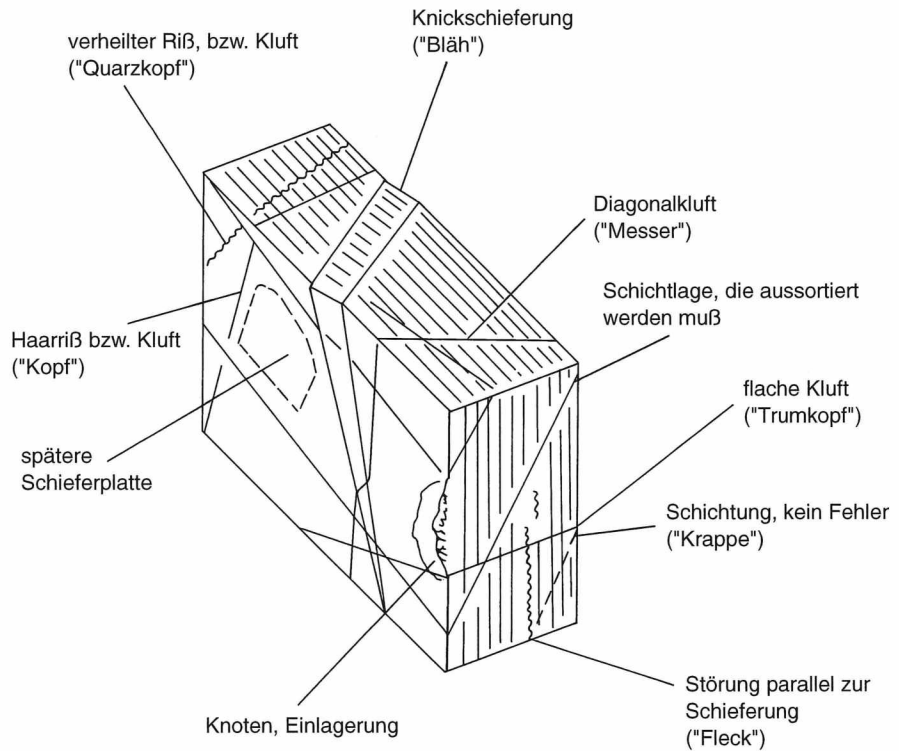 Knickschieferung
("Bläh")
verheilter Riß, bzw. Kluft
("Quarzkopf")
Diagonalkluft
("Messer")
Schichtlage, die aussortiert
werden muß
Haarriß bzw. Kluft
("Kopf")
flache Kluft
("Trumkopf")
spätere
Schieferplatte
Schichtung, kein Fehler
("Krappe")
Störung parallel zur
Schieferung
("Fleck")
Knoten, Einlagerung